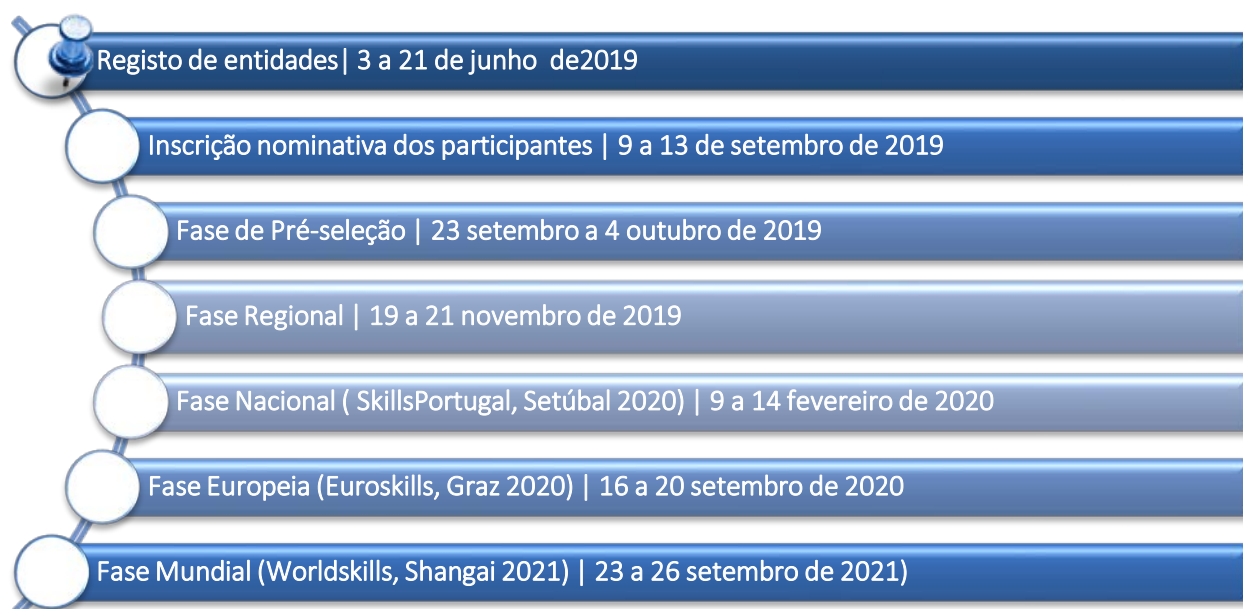 Registo de entidades| 3 a 21 de junho  de2019
Inscrição nominativa dos participantes | 9 a 13 de setembro de 2019
Fase de Pré-seleção | 23 setembro a 4 outubro de 2019
Fase Regional | 19 a 21 novembro de 2019
Fase Nacional ( SkillsPortugal, Setúbal 2020) | 9 a 14 fevereiro de 2020
Fase Europeia (Euroskills, Graz 2020) | 16 a 20 setembro de 2020
Fase Mundial (Worldskills, Shangai 2021) | 23 a 26 setembro de 2021)